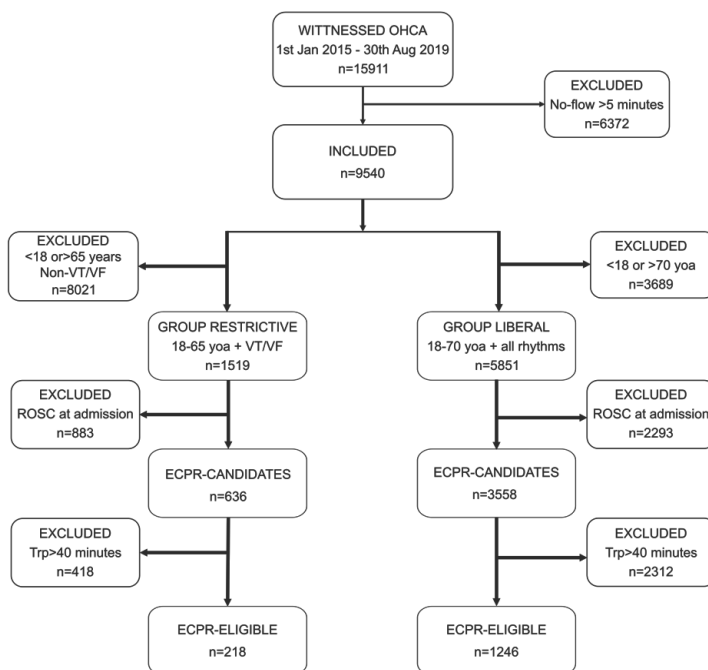 WITTNESSED OHCA
1st Jan 2015 - 30th Aug 2019
n=15911
EXCLUDED
No-flow >5 minutes
n=6372
INCLUDED
n=9540
EXCLUDED
<18 or>65 years
Non-VT/VF
n=8021
EXCLUDED
<18 or >70 yoa
n=3689
GROUP RESTRICTIVE
18-65 yoa + VT/VF
n=1519
GROUP LIBERAL
18-70 yoa + all rhythms
n=5851
EXCLUDED
ROSC at admission
n=883
EXCLUDED
ROSC at admission
n=2293
ECPR-CANDIDATES
n=636
ECPR-CANDIDATES
n=3558
EXCLUDED
Trp>40 minutes
n=418
EXCLUDED
Trp>40 minutes
n=2312
ECPR-ELIGIBLE
n=218
ECPR-ELIGIBLE
n=1246